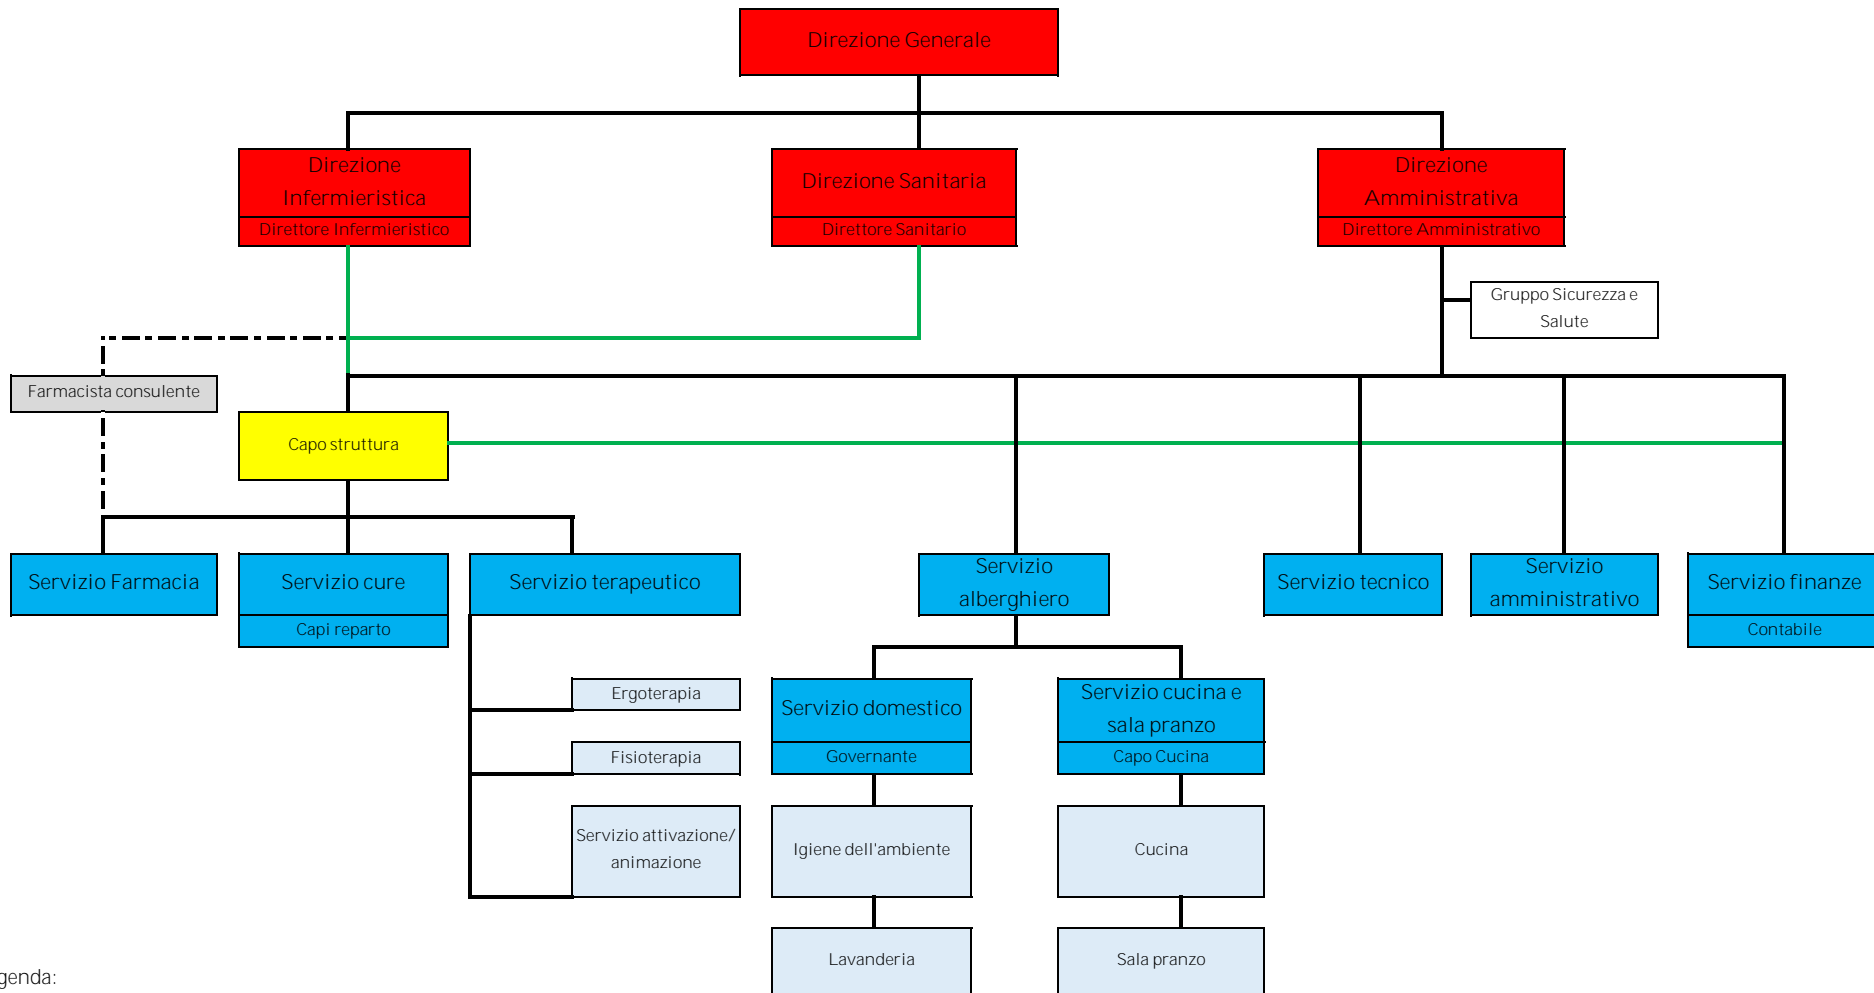 Direzione Generale
Direzione
Infermieristica
Direttore Infermieristico
Direzione Sanitaria
Direttore Sanitario
Direzione
Amministrativa
Direttore Amministrativo
Gruppo Sicurezza e
Salute
Farmacista consulente
Capo struttura
Servizio Farmacia
Servizio cure
Capi reparto
Servizio terapeutico
Servizio
alberghiero
Servizio tecnico
Servizio
amministrativo
Servizio finanze
Contabile
Ergoterapia
Fisioterapia
Servizio attivazione/
animazione
Servizio domestico
Governante
Servizio cucina e
sala pranzo
Capo Cucina
Igiene dell'ambiente
Cucina
Lavanderia
Sala pranzo
genda: